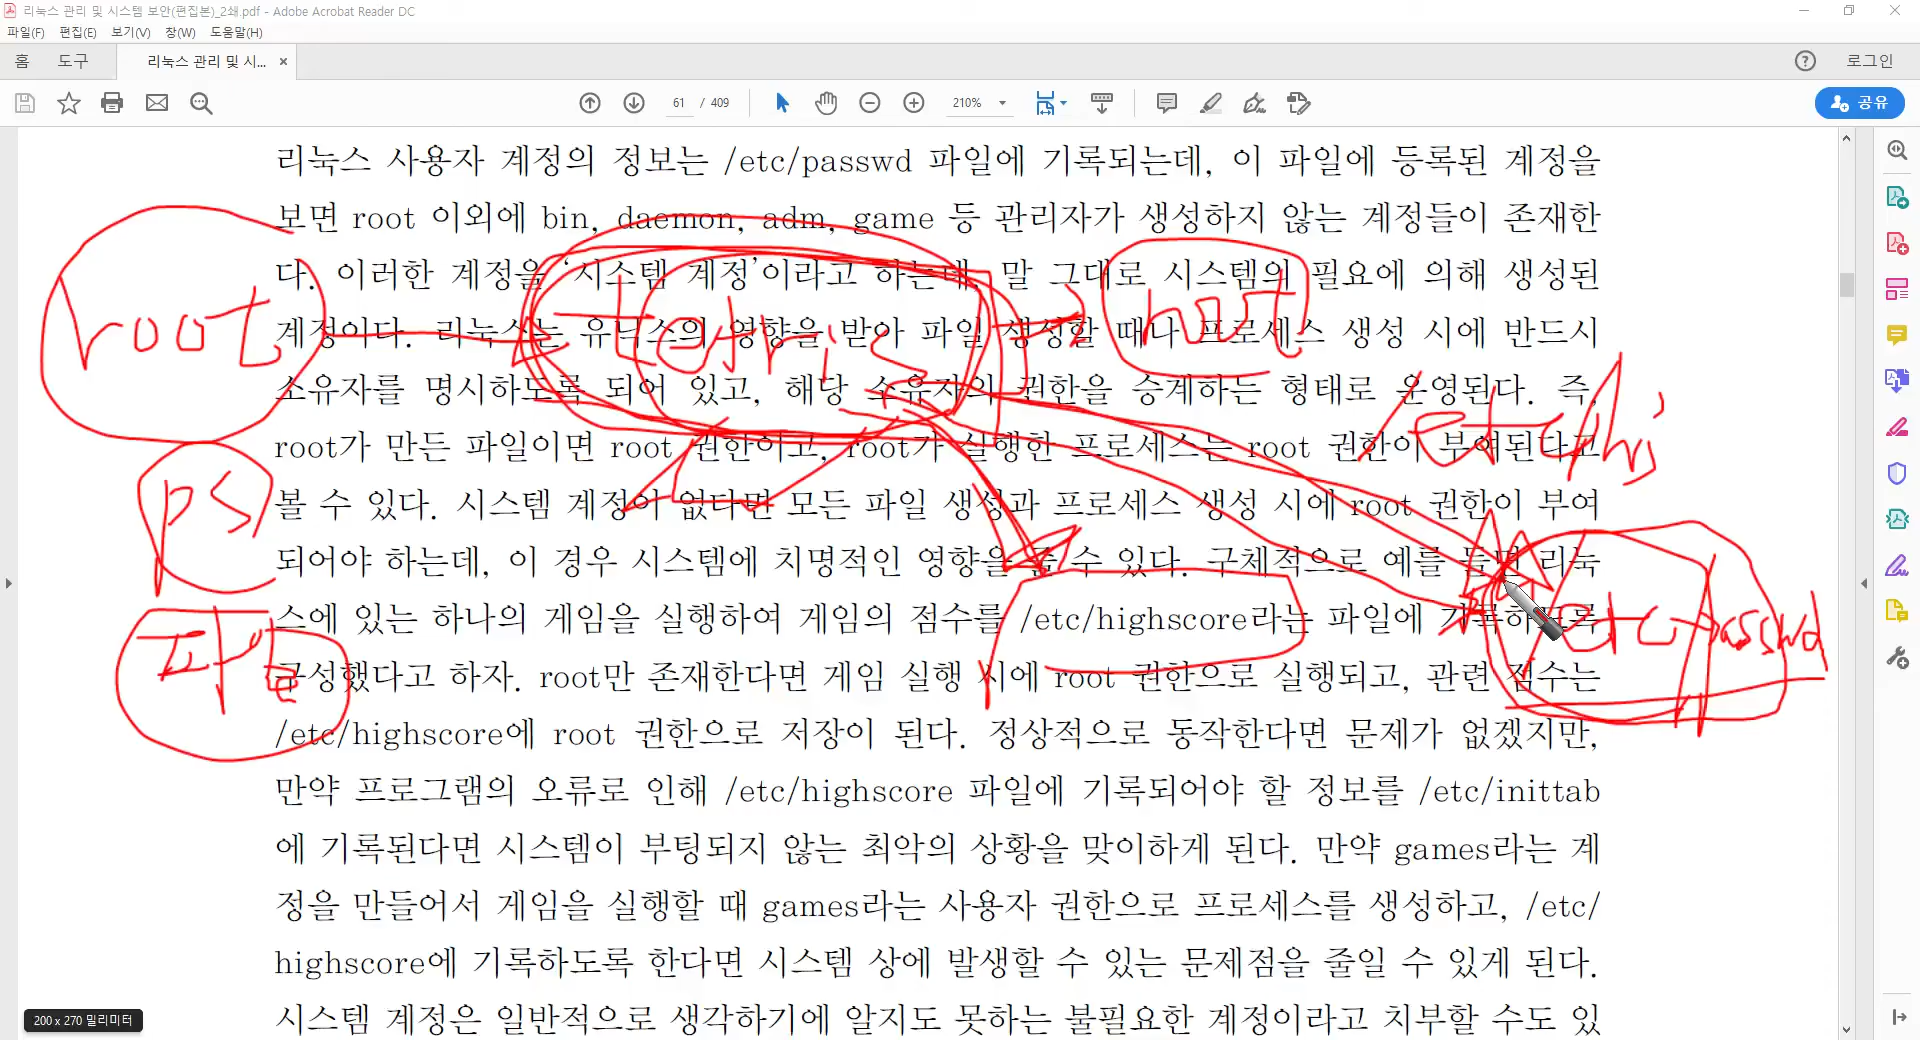 리눅스 관리 및 시스템 보안(편집본)_2쇄.pdf - Adobe Acrobat Reader DC
파일(F) 편집(E) 보기(V) 창(W) 도움말(H)
홈 도구 리눅스 관리 및 시... × 로그인
61 / 409 210% 공유
리눅스 사용자 계정의 정보는 /etc/passwd 파일에 기록되는데, 이 파일에 등록된 계정을
보면 root 이외에 bin, daemon, adm, game 등 관리자가 생성하지 않는 계정들이 존재한
다. 이러한 계정을 ‘시스템 계정’이라고 하는데, 말 그대로 시스템의 필요에 의해 생성된
계정이다. 리눅스는 유닉스의 영향을 받아 파일 생성할 때나 프로세스 생성 시에 반드시
소유자를 명시하도록 되어 있고, 해당 소유자의 권한을 승계하는 형태로 운영된다. 즉,
root가 만든 파일이면 root 권한이고, root가 실행한 프로세스는 root 권한이 부여된다고
볼 수 있다. 시스템 계정이 없다면 모든 파일 생성과 프로세스 생성 시에 root 권한이 부여
되어야 하는데, 이 경우 시스템에 치명적인 영향을 줄 수 있다. 구체적으로 예를 들면 리눅
스에 있는 하나의 게임을 실행하여 게임의 점수를 /etc/highscore라는 파일에 기록하도록
구성했다고 하자. root만 존재한다면 게임 실행 시에 root 권한으로 실행되고, 관련 점수는
/etc/highscore에 root 권한으로 저장이 된다. 정상적으로 동작한다면 문제가 없겠지만,
만약 프로그램의 오류로 인해 /etc/highscore 파일에 기록되어야 할 정보를 /etc/inittab
에 기록된다면 시스템이 부팅되지 않는 최악의 상황을 맞이하게 된다. 만약 games라는 계
정을 만들어서 게임을 실행할 때 games라는 사용자 권한으로 프로세스를 생성하고, /etc/
highscore에 기록하도록 한다면 시스템 상에 발생할 수 있는 문제점을 줄일 수 있게 된다.
시스템 계정은 일반적으로 생각하기에 알지도 못하는 불필요한 계정이라고 치부할 수도 있
root
tetris
root
/etc/hi
ps
파일
etc/passwd
200 x 270 밀리미터